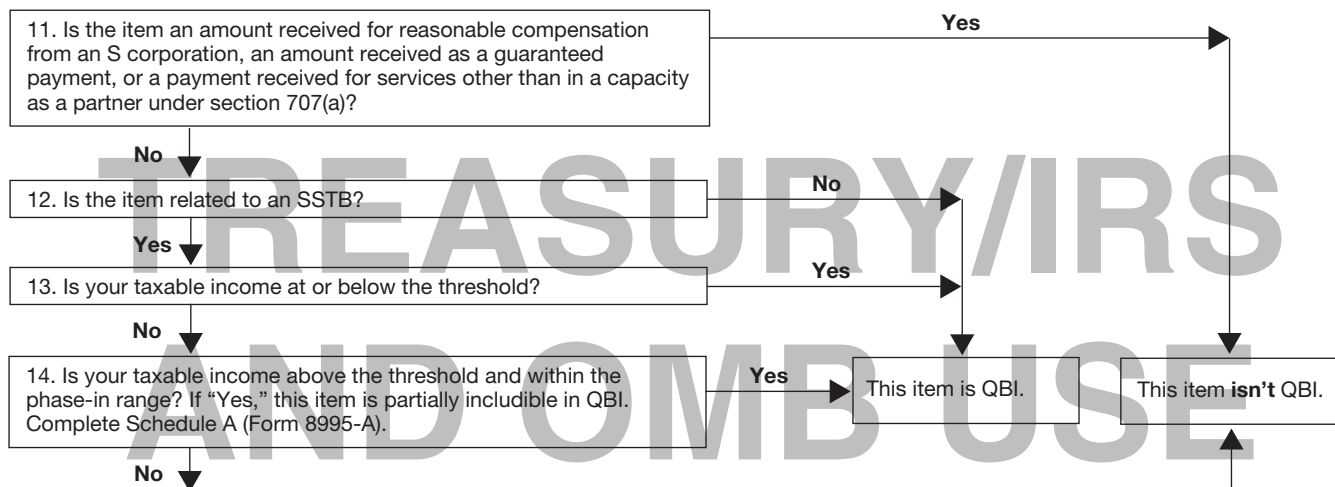 11. Is the item an amount received for reasonable compensation
from an S corporation, an amount received as a guaranteed
payment, or a payment received for services other than in a capacity
as a partner under section 707(a)?
Yes
No
TREASURY/IRS
12. Is the item related to an SSTB?
No
Yes
13. Is your taxable income at or below the threshold?
Yes
No
AND OMB USE
14. Is your taxable income above the threshold and within the
phase-in range? If “Yes,” this item is partially includible in QBI.
Complete Schedule A (Form 8995-A).
Yes
This item is QBI.
This item isn’t QBI.
No